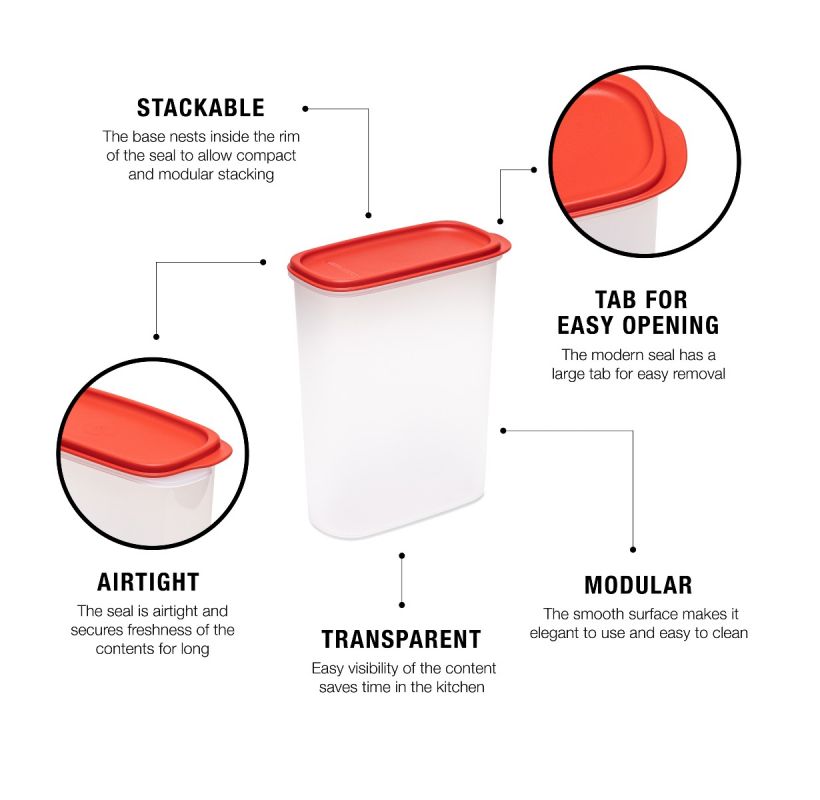 STACKABLE
The base nests inside the rim
of the seal to allow compact
and modular stacking
TAB FOR
EASY OPENING
The modern seal has a
large tab for easy removal
AIRTIGHT
The seal is airtight and
secures freshness of the
contents for long
TRANSPARENT
Easy visibility of the content
saves time in the kitchen
MODULAR
The smooth surface makes it
elegant to use and easy to clean